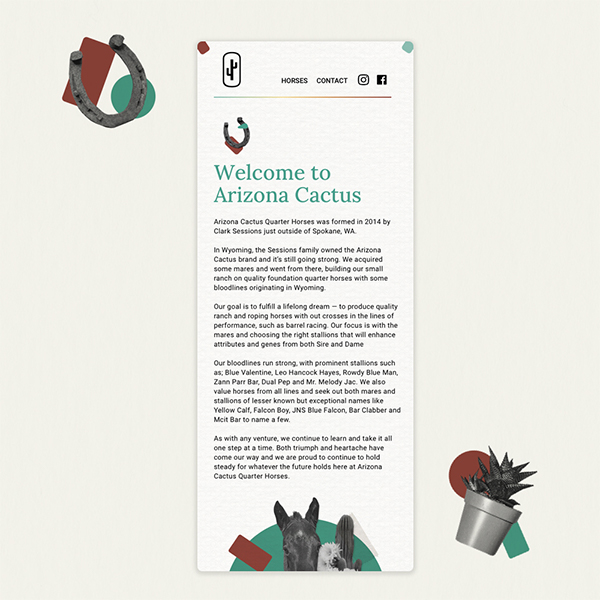 HORSES CONTACT
Welcome to
Arizona Cactus
Arizona Cactus Quarter Horses was formed in 2014 by
Clark Sessions just outside of Spokane, WA.
In Wyoming, the Sessions family owned the Arizona
Cactus brand and it's still going strong. We acquired
some mares and went from there, building our small
ranch on quality foundation quarter horses with some
bloodlines originating in Wyoming.
Our goal is to fulfill a lifelong dream — to produce quality
ranch and roping horses with out crosses in the lines of
performance, such as barrel racing. Our focus is with the
mares and choosing the right stallions that will enhance
attributes and genes from both Sire and Dame
Our bloodlines run strong, with prominent stallions such
as; Blue Valentine, Leo Hancock Hayes, Rowdy Blue Man,
Zann Parr Bar, Dual Pep and Mr. Melody Jac. We also
value horses from all lines and seek out both mares and
stallions of lesser known but exceptional names like
Yellow Calf, Falcon Boy, JNS Blue Falcon, Bar Clabber and
Mcit Bar to name a few.
As with any venture, we continue to learn and take it all
one step at a time. Both triumph and heartache have
come our way and we are proud to continue to hold
steady for whatever the future holds here at Arizona
Cactus Quarter Horses.